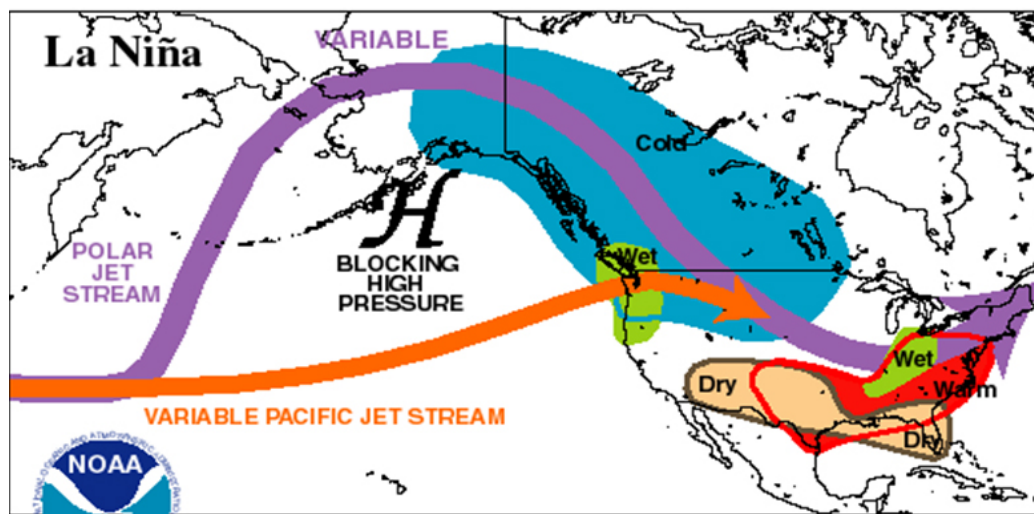 La Niña
VARIABLE
Cold
POLAR
JET
STREAM
H
BLOCKING
HIGH
PRESSURE
Wet
VARIABLE PACIFIC JET STREAM
Wet
Dry
Warm
Dry
NOAA